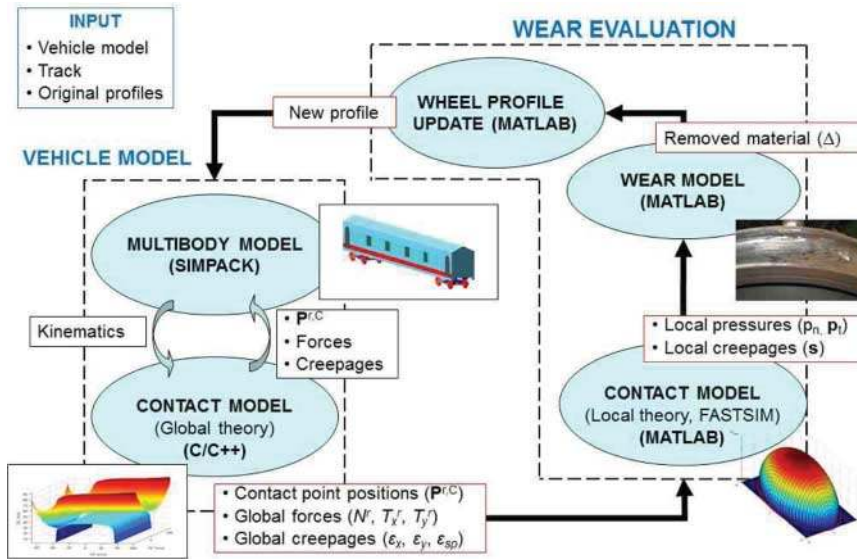 INPUT
• Vehicle model
• Track
• Original profiles
WEAR EVALUATION
WHEEL PROFILE
UPDATE (MATLAB)
New profile
Removed material (Δ)
VEHICLE MODEL
WEAR MODEL
(MATLAB)
MULTIBODY MODEL
(SIMPACK)
Kinematics
• P^r,C
• Forces
• Creepages
• Local pressures (pₙ, pₜ)
• Local creepages (s)
CONTACT MODEL
(Global theory)
(C/C++)
CONTACT MODEL
(Local theory, FASTSIM)
(MATLAB)
• Contact point positions (P^r,C)
• Global forces (N^r, T_x^r, T_y^r)
• Global creepages (ε_x, ε_y, ε_sp)